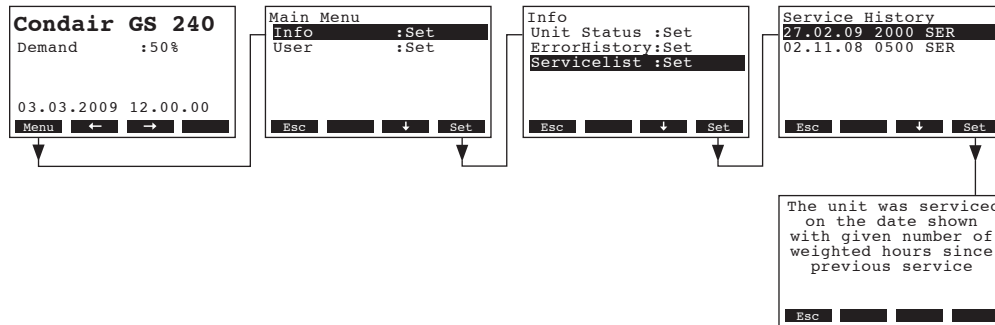 Condair GS 240
Demand :50%
03.03.2009 12.00.00
Menu ← →
Main Menu
Info :Set
User :Set
Esc ↓ Set
Info
Unit Status :Set
ErrorHistory:Set
Servicelist :Set
Esc ↓ Set
Service History
27.02.09 2000 SER
02.11.08 0500 SER
Esc ↓ Set
The unit was serviced
on the date shown
with given number of
weighted hours since
previous service
Esc